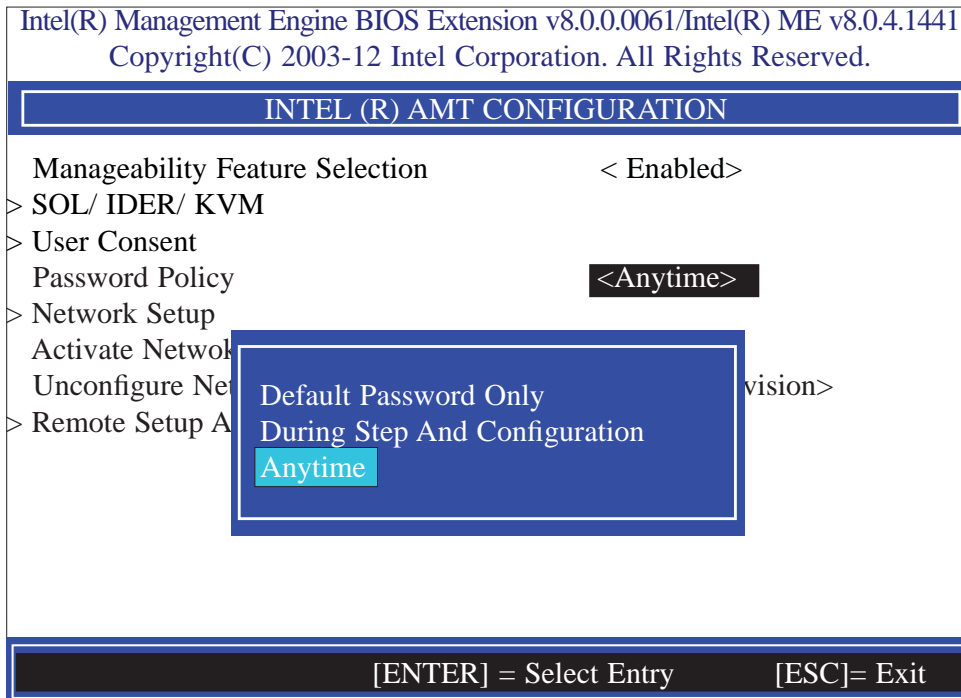 Intel(R) Management Engine BIOS Extension v8.0.0.0061/Intel(R) ME v8.0.4.1441
Copyright(C) 2003-12 Intel Corporation. All Rights Reserved.
INTEL (R) AMT CONFIGURATION
Manageability Feature Selection < Enabled>
> SOL/ IDER/ KVM
> User Consent
Password Policy <Anytime>
> Network Setup
Activate Netwok
Unconfigure Net vision>
> Remote Setup A
Default Password Only
During Step And Configuration
Anytime
[ENTER] = Select Entry [ESC]= Exit